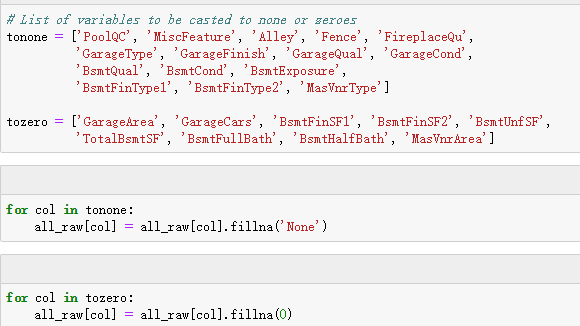 # List of variables to be casted to none or zeroes
tonone = ['PoolQC', 'MiscFeature', 'Alley', 'Fence', 'FireplaceQu',
'GarageType', 'GarageFinish', 'GarageQual', 'GarageCond',
'BsmtQual', 'BsmtCond', 'BsmtExposure',
'BsmtFinType1', 'BsmtFinType2', 'MasVnrType']
tozero = ['GarageArea', 'GarageCars', 'BsmtFinSF1', 'BsmtFinSF2', 'BsmtUnfSF',
'TotalBsmtSF', 'BsmtFullBath', 'BsmtHalfBath', 'MasVnrArea']
for col in tonone:
all_raw[col] = all_raw[col].fillna('None')
for col in tozero:
all_raw[col] = all_raw[col].fillna(0)